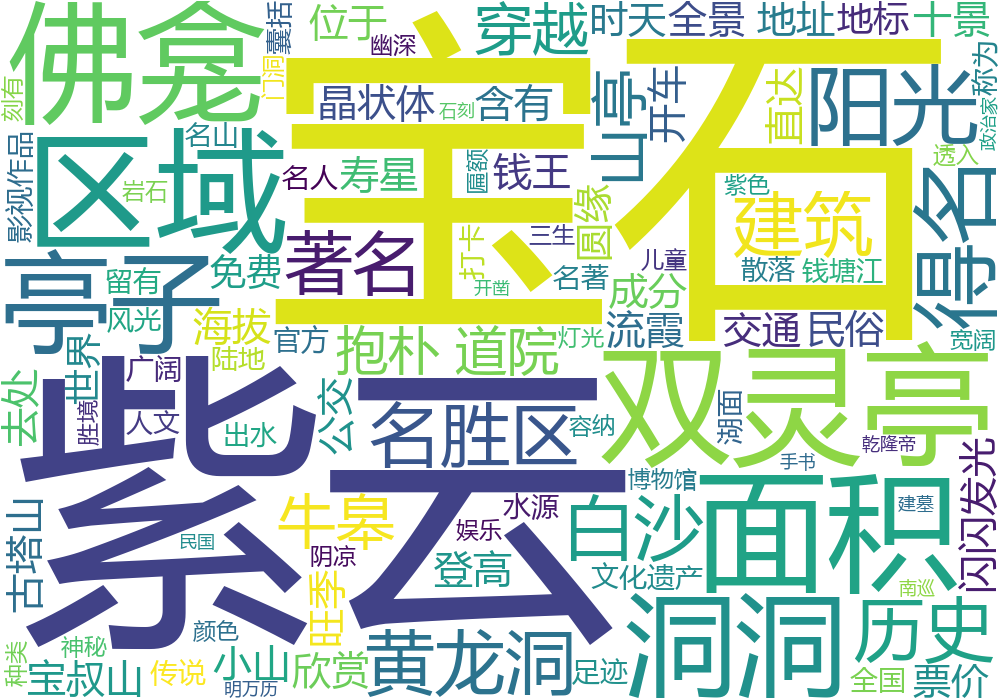 佛龛
囊括
位于
幽深
穿越
时天
全景
地址
地标
十景
刻有
门洞
宝石
晶状体
石刻
含有
山亭
开车
直达
阳光
称为
政治家
透入
影视作品
名山
区域
岩石
名人
寿星
匾额
钱王
圆缘
紫色
建筑
得名
亭子
留有
免费
著名
打卡
三生
名著
儿童
散落
钱塘江
风光
海拔
官方
开凿
成分
抱朴
道院
灯光
流霞
交通
民俗
宽阔
世界
广阔
陆地
去处
胜境
人文
出水
公交
名胜区
容纳
双灵亭
湖面
乾隆帝
紫云
牛皋
水源
娱乐
白沙
博物馆
手书
面积
建墓
闪闪发光
古塔山
民国
阴凉
登高
文化遗产
南巡
旺季
颜色
神秘
种类
宝叔山
传说
小山
明万历
欣赏
黄龙洞
足迹
洞洞
历史
全国
票价